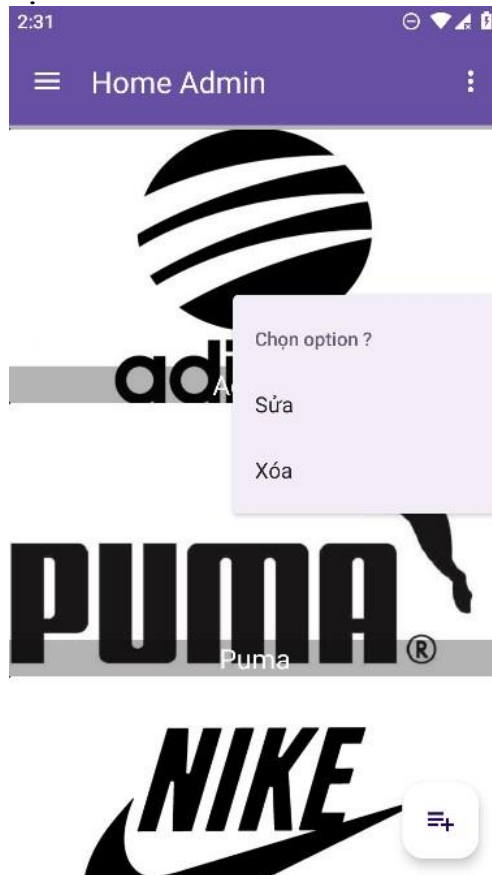 2:31
Home Admin
adi
A
Chọn option ?
Sửa
Xóa
PUMA®
Puma
NIKE